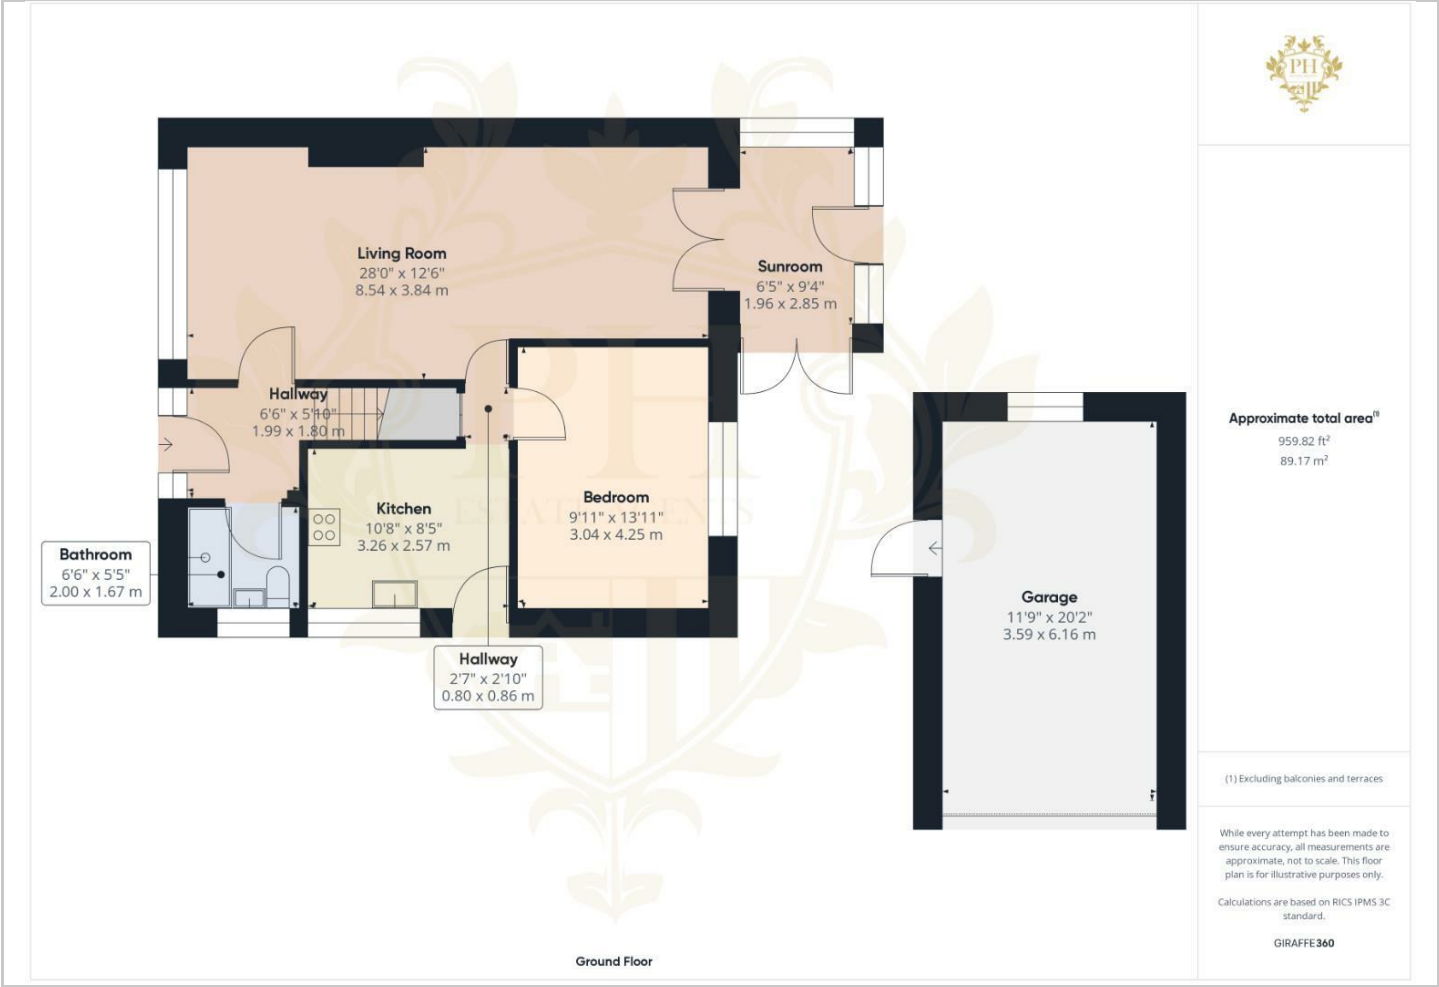 PH
Living Room
28'0" x 12'6"
8.54 x 3.84 m
Sunroom
6'5" x 9'4"
1.96 x 2.85 m
Hallway
6'6" x 5'10"
1.99 x 1.80 m
Kitchen
10'8" x 8'5"
3.26 x 2.57 m
Bedroom
9'11" x 13'11"
3.04 x 4.25 m
Bathroom
6'6" x 5'5"
2.00 x 1.67 m
Hallway
2'7" x 2'10"
0.80 x 0.86 m
Garage
11'9" x 20'2"
3.59 x 6.16 m
PH
ESTATE AGENTS
Ground Floor
Approximate total area(1)
959.82 ft²
89.17 m²
(1) Excluding balconies and terraces
While every attempt has been made to
ensure accuracy, all measurements are
approximate, not to scale. This floor
plan is for illustrative purposes only.
Calculations are based on RICS IPMS 3C
standard.
GIRAFFE360